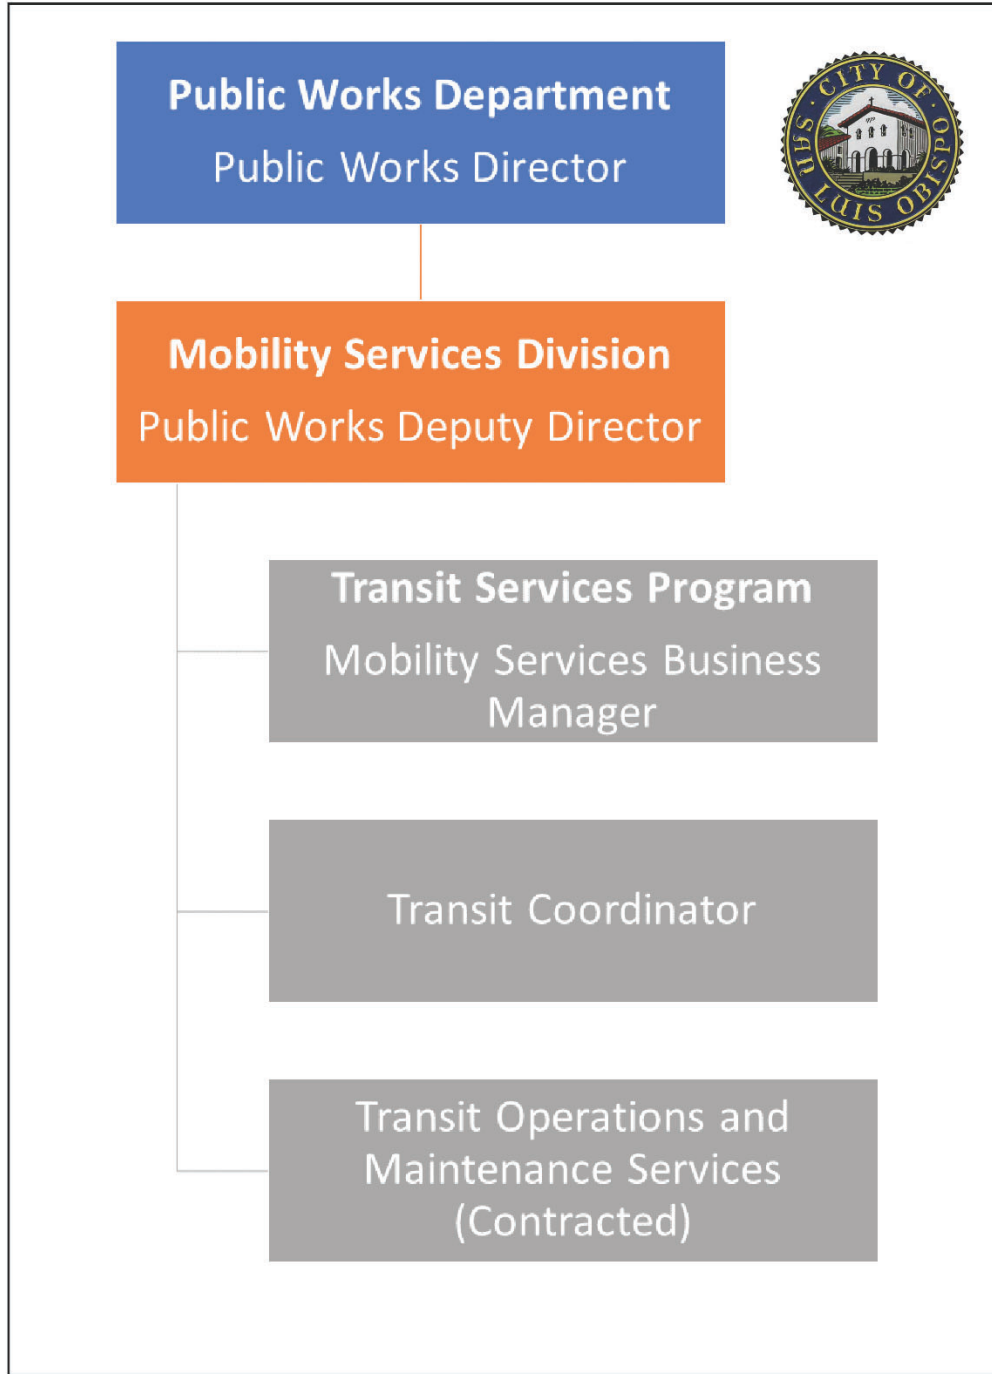 Public Works Department
Public Works Director
CITY OF SAN LUIS OBISPO
Mobility Services Division
Public Works Deputy Director
Transit Services Program
Mobility Services Business
Manager
Transit Coordinator
Transit Operations and
Maintenance Services
(Contracted)